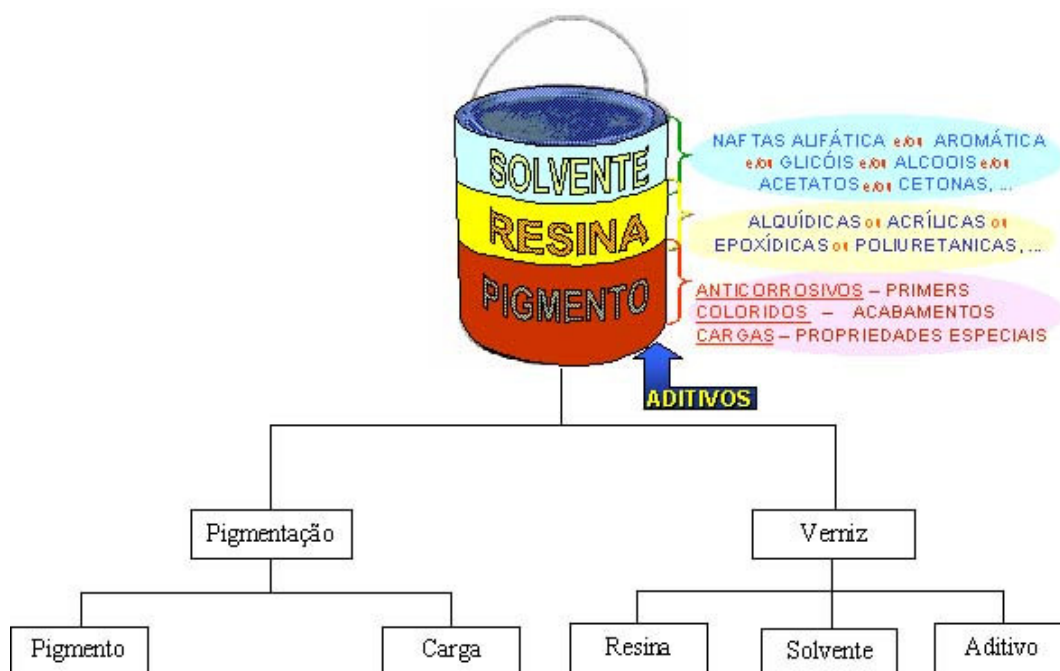 SOLVENTE
RESINA
PIGMENTO
NAFTAS ALIFÁTICA e/ou AROMÁTICA
e/ou GLICÓIS e/ou ALCOOIS e/ou
ACETATOS e/ou CETONAS, ...
ALQUÍDICAS ou ACRÍLICAS ou
EPOXÍDICAS ou POLIURETANICAS, ...
ANTICORROSIVOS – PRIMERS
COLORIDOS – ACABAMENTOS
CARGAS – PROPRIEDADES ESPECIAIS
ADITIVOS
Pigmentação
Verniz
Pigmento
Carga
Resina
Solvente
Aditivo